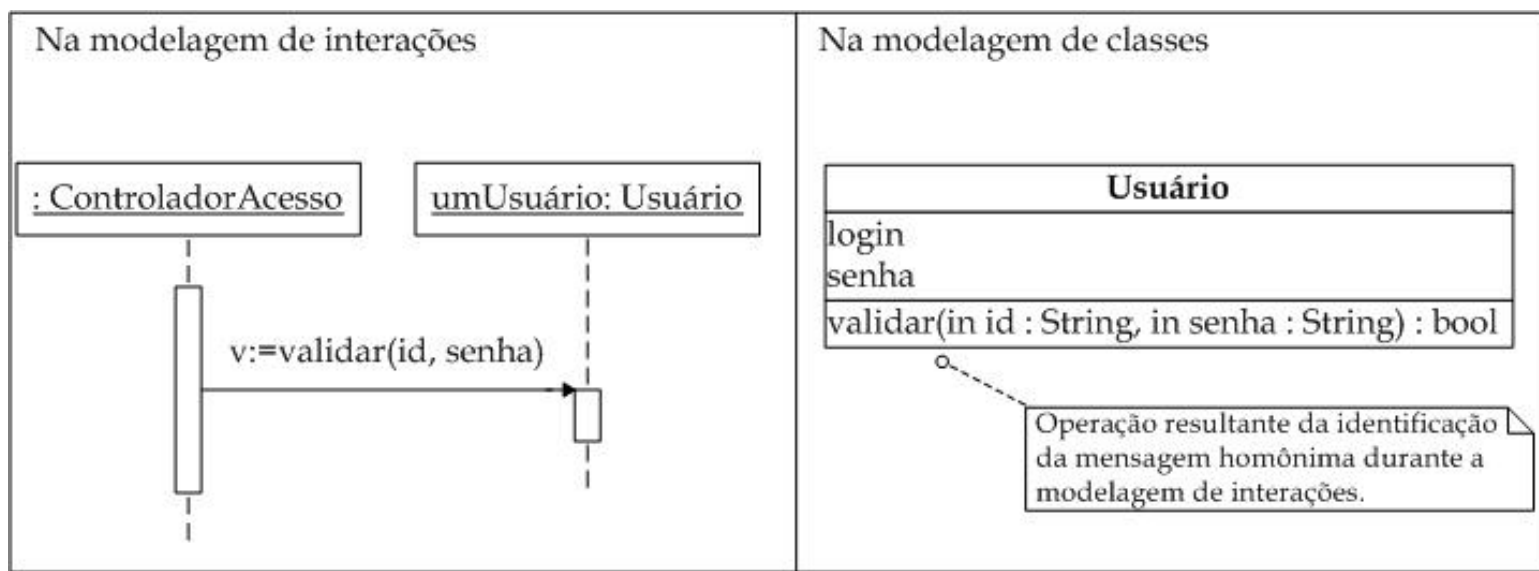 Na modelagem de interações
: ControladorAcesso
umUsuário: Usuário
v:=validar(id, senha)
Na modelagem de classes
Usuário
login
senha
validar(in id : String, in senha : String) : bool
Operação resultante da identificação
da mensagem homônima durante a
modelagem de interações.